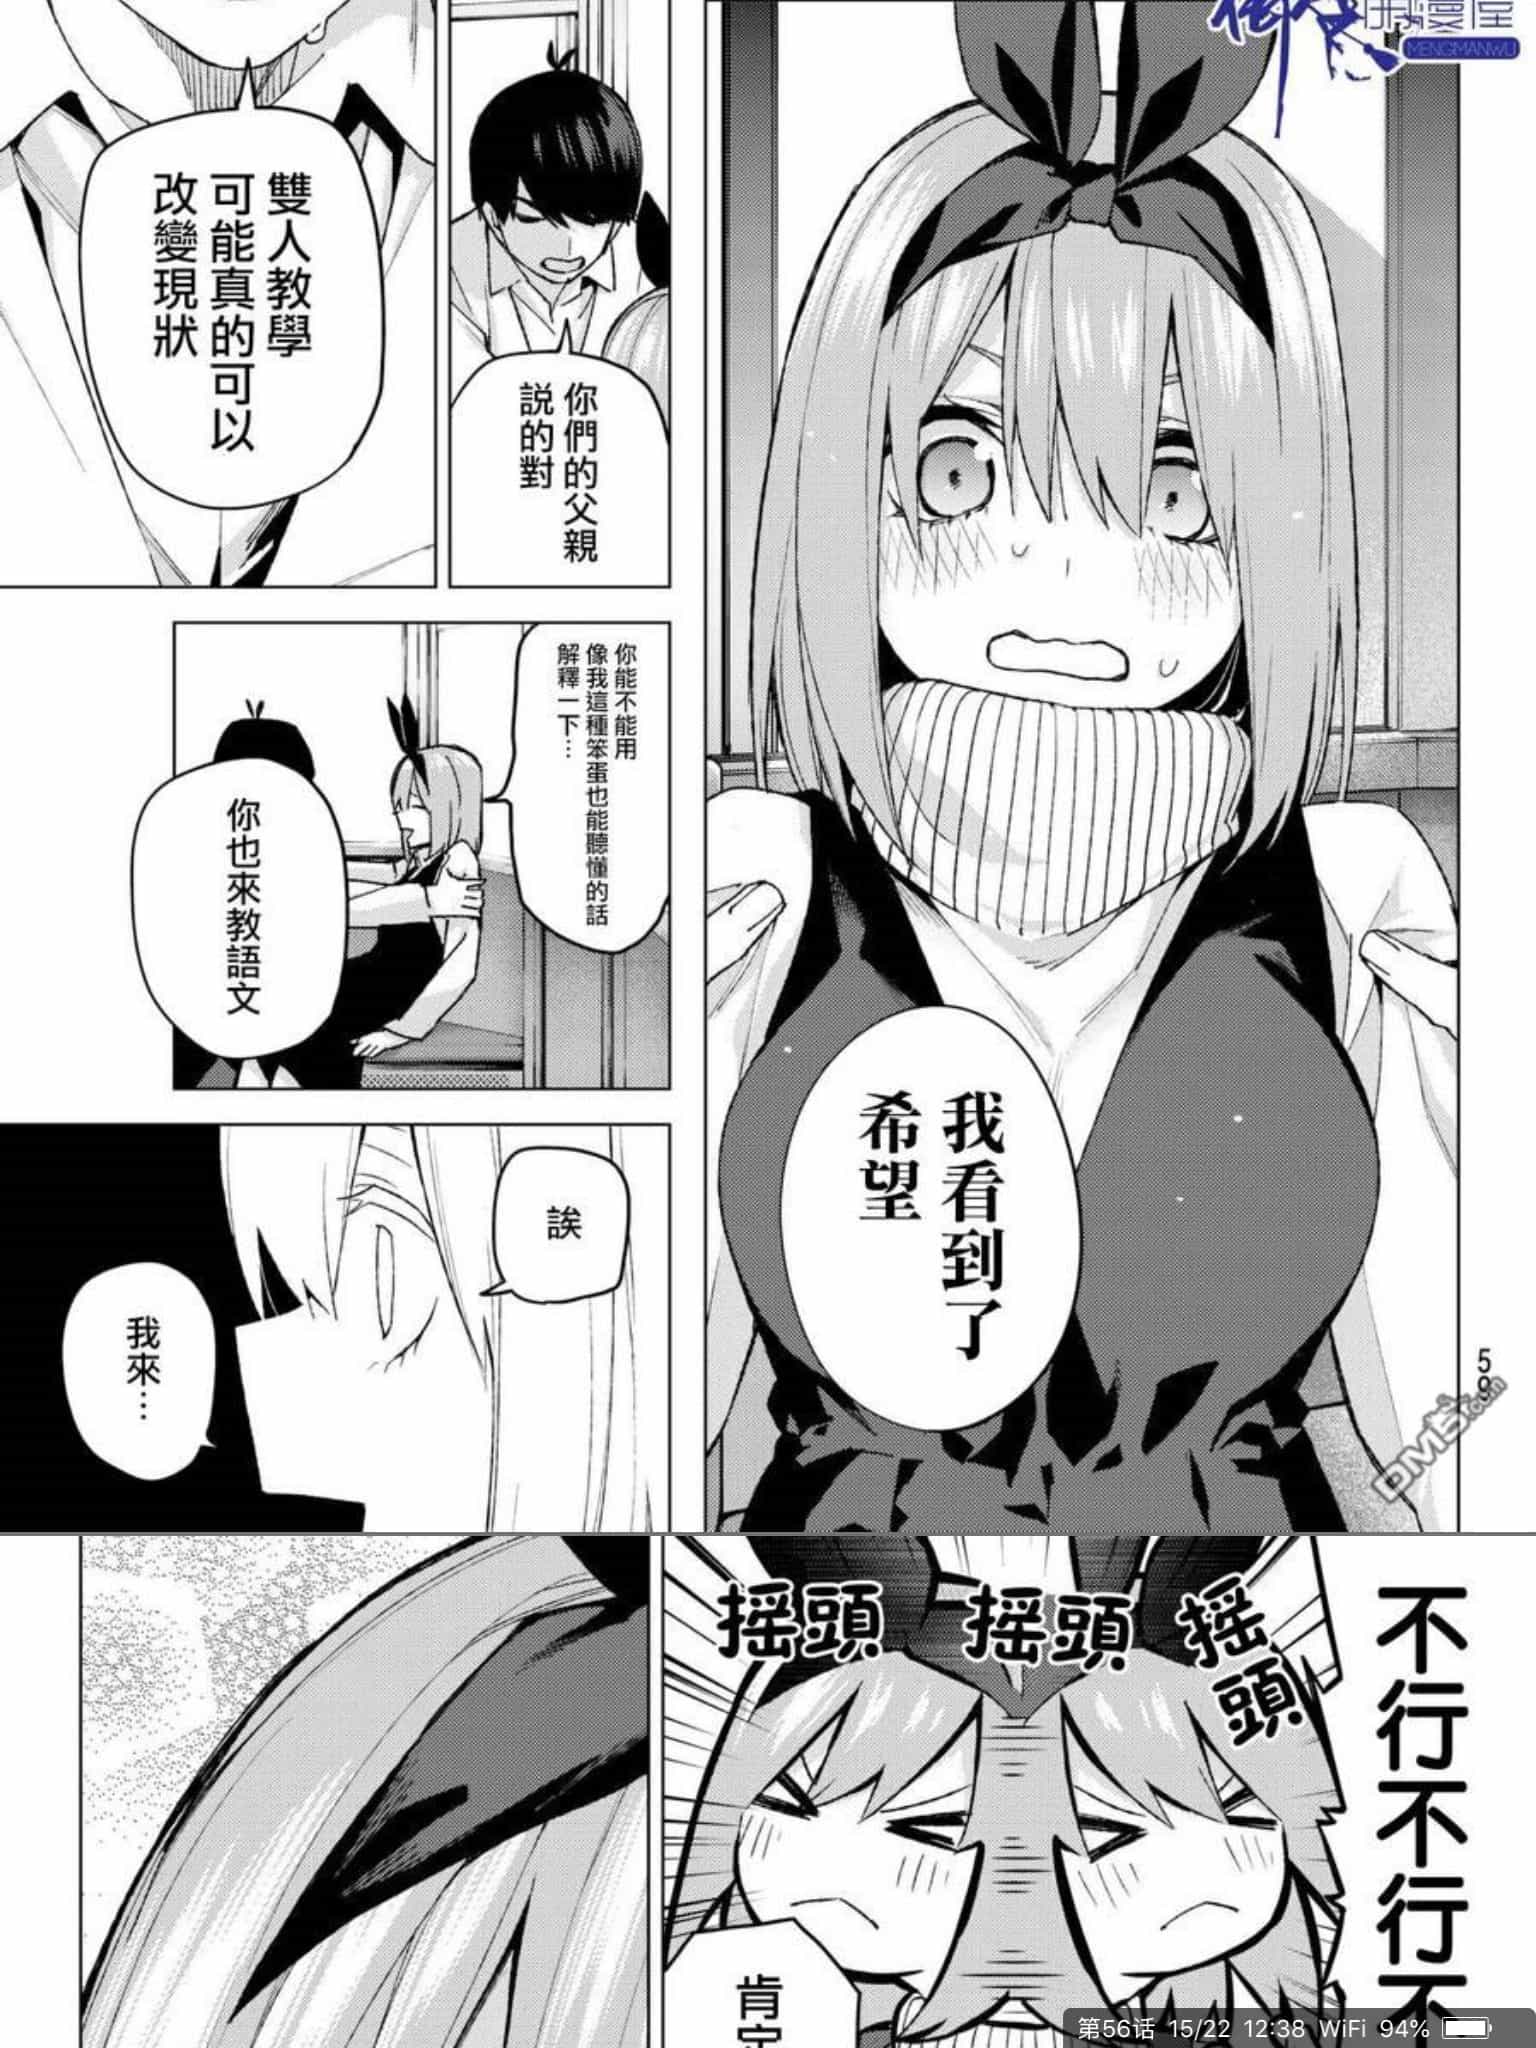 MENGMANWU
我看到了
希望
你們的父親
説的對
雙人教學
可能真的可以
改變現狀
你能不能用
像我這種笨蛋也能聽懂的話
解釋一下…
你也來教語文
誒
我來…
59
DM5.com
不行不行不
搖頭
搖頭
搖頭
肯定
第56话 15/22 12:38 WiFi 94%